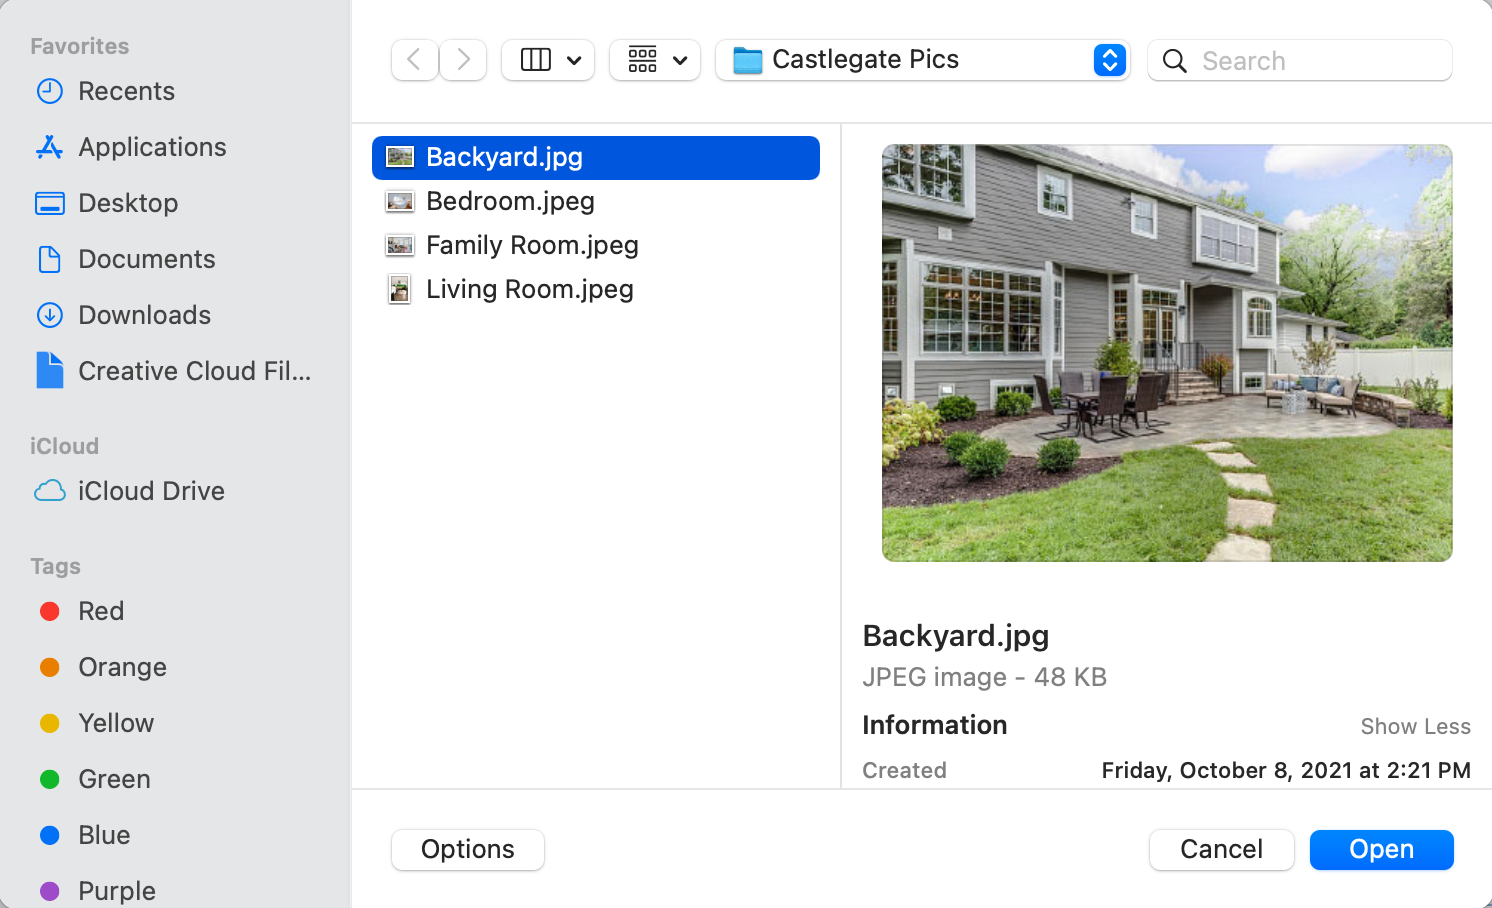 Favorites
Recents
Applications
Desktop
Documents
Downloads
Creative Cloud Fil...
iCloud
iCloud Drive
Tags
Red
Orange
Yellow
Green
Blue
Purple
Castlegate Pics
Search
Backyard.jpg
Bedroom.jpeg
Family Room.jpeg
Living Room.jpeg
Backyard.jpg
JPEG image - 48 KB
Information Show Less
Created Friday, October 8, 2021 at 2:21 PM
Options Cancel Open